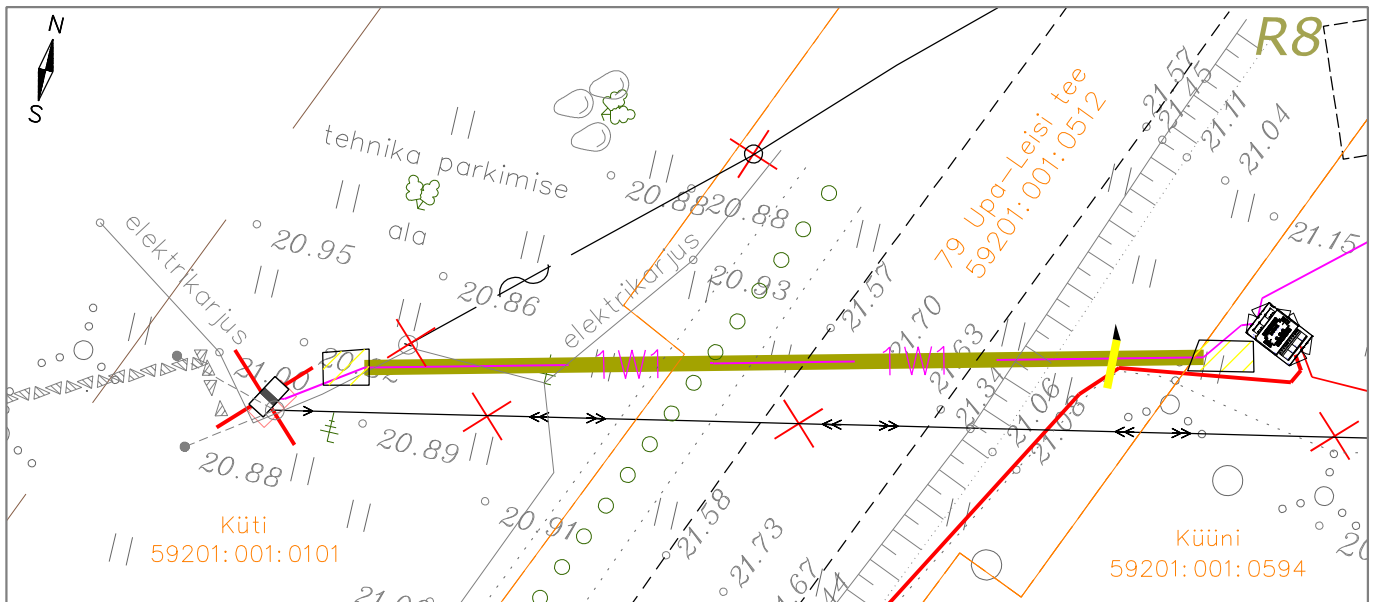 N
S
R8
21.57
21.45
21.11
21.04
79 Upa-Leisi tee
59201:001:0512
tehnika parkimise
ala
20.88
20.88
21.15
elektrikarjus
20.95
elektrikarjus
20.93
20.86
21.57
21.70
1W1
1W1
21.00
21.34
21.06
21.08
20.89
20.88
20.91
21.58
21.73
Küti
59201:001:0101
Küüni
59201:001:0594